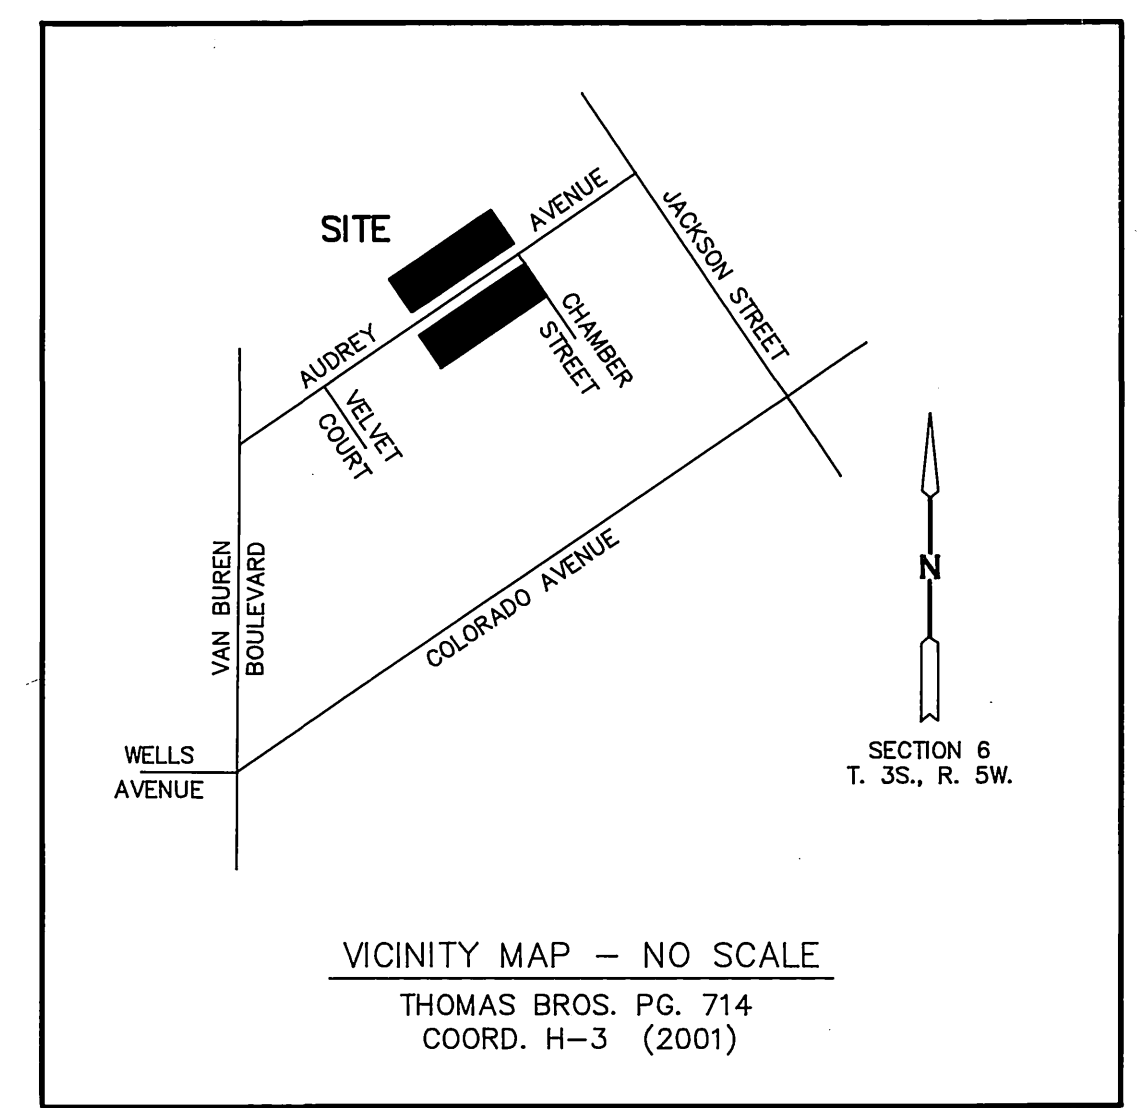 SITE
AUDREY
AVENUE
JACKSON STREET
CHAMBER
STREET
VELVET
COURT
VAN BUREN
BOULEVARD
COLORADO AVENUE
WELLS
AVENUE
N
SECTION 6
T. 3S., R. 5W.
VICINITY MAP – NO SCALE
THOMAS BROS. PG. 714
COORD. H–3 (2001)